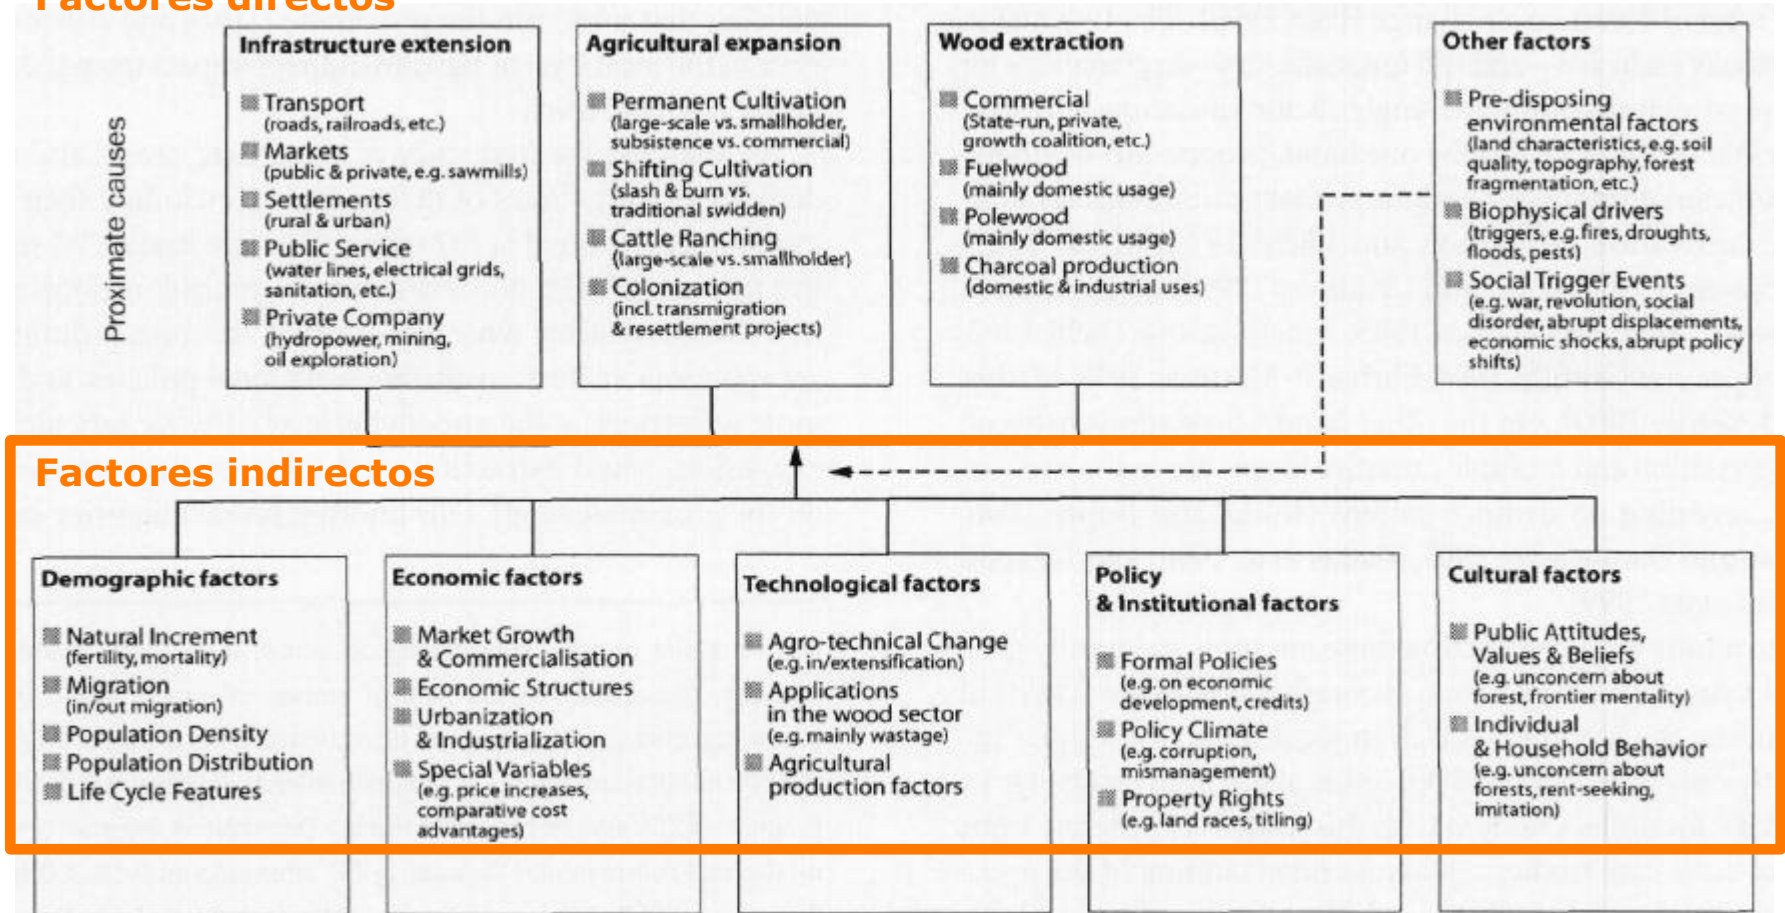 Factores directos
Proximate causes
Infrastructure extension
Transport
(roads, railroads, etc.)
Markets
(public & private, e.g. sawmills)
Settlements
(rural & urban)
Public Service
(water lines, electrical grids,
sanitation, etc.)
Private Company
(hydropower, mining,
oil exploration)
Agricultural expansion
Permanent Cultivation
(large-scale vs. smallholder,
subsistence vs. commercial)
Shifting Cultivation
(slash & burn vs.
traditional swidden)
Cattle Ranching
(large-scale vs. smallholder)
Colonization
(incl. transmigration
& resettlement projects)
Wood extraction
Commercial
(State-run, private,
growth coalition, etc.)
Fuelwood
(mainly domestic usage)
Polewood
(mainly domestic usage)
Charcoal production
(domestic & industrial uses)
Other factors
Pre-disposing
environmental factors
(land characteristics, e.g. soil
quality, topography, forest
fragmentation, etc.)
Biophysical drivers
(triggers, e.g. fires, droughts,
floods, pests)
Social Trigger Events
(e.g. war, revolution, social
disorder, abrupt displacements,
economic shocks, abrupt policy
shifts)
Factores indirectos
Demographic factors
Natural Increment
(fertility, mortality)
Migration
(in/out migration)
Population Density
Population Distribution
Life Cycle Features
Economic factors
Market Growth
& Commercialisation
Economic Structures
Urbanization
& Industrialization
Special Variables
(e.g. price increases,
comparative cost
advantages)
Technological factors
Agro-technical Change
(e.g. in/extensification)
Applications
in the wood sector
(e.g. mainly wastage)
Agricultural
production factors
Policy
& Institutional factors
Formal Policies
(e.g. on economic
development, credits)
Policy Climate
(e.g. corruption,
mismanagement)
Property Rights
(e.g. land races, titling)
Cultural factors
Public Attitudes,
Values & Beliefs
(e.g. unconcern about
forest, frontier mentality)
Individual
& Household Behavior
(e.g. unconcern about
forests, rent-seeking,
imitation)